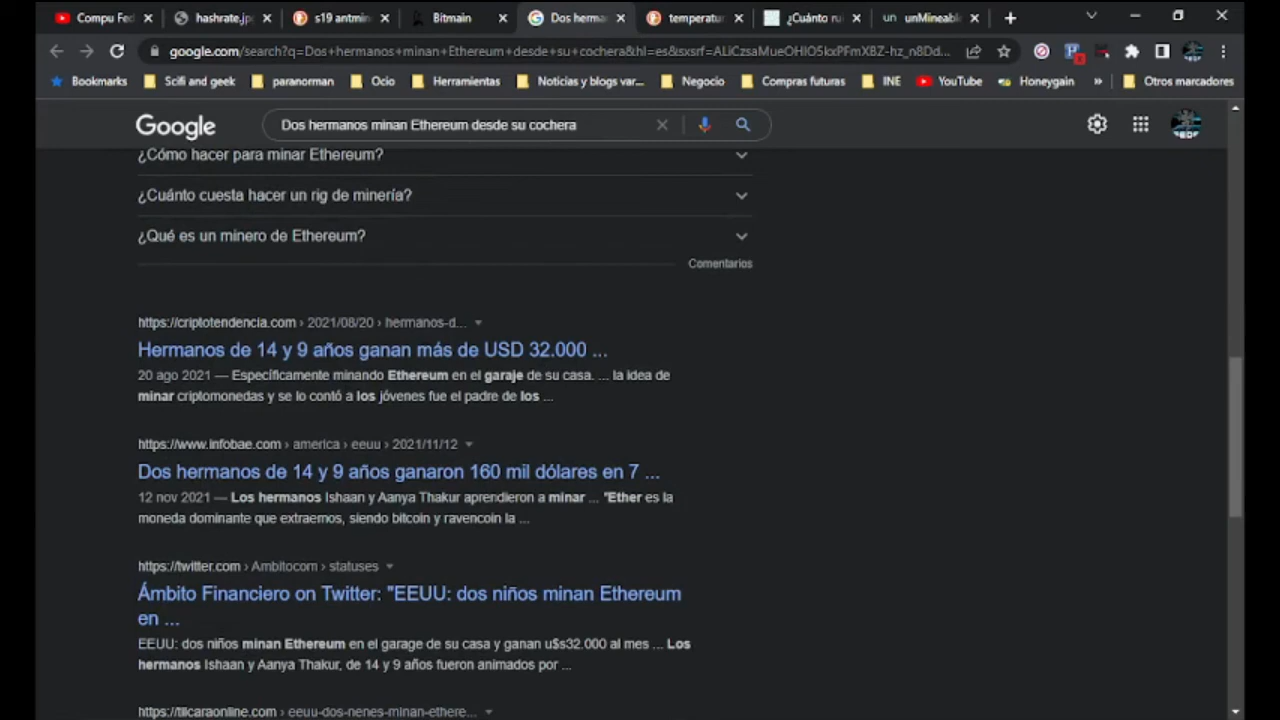 Compu Fed
hashrate.jp
s19 antmin
Bitmain
Dos herma
temperatu
¿Cuánto rui
un unMineable
google.com/search?q=Dos+hermanos+minan+Ethereum+desde+su+cochera&hl=es&sxsrf=
Bookmarks
Scifi and geek
paranorman
Ocio
Herramientas
Noticias y blogs var...
Negocio
Compras futuras
INE
YouTube
Honeygain
»
Otros marcadores
Google
Dos hermanos minan Ethereum desde su cochera
¿Cómo hacer para minar Ethereum?
¿Cuánto cuesta hacer un rig de minería?
¿Qué es un minero de Ethereum?
Comentarios
https://criptotendencia.com › 2021/08/20 › hermanos-d...
Hermanos de 14 y 9 años ganan más de USD 32.000 ...
20 ago 2021 — Específicamente minando Ethereum en el garaje de su casa. ... la idea de
minar criptomonedas y se lo contó a los jóvenes fue el padre de los ...
https://www.infobae.com › america › eeuu › 2021/11/12
Dos hermanos de 14 y 9 años ganaron 160 mil dólares en 7 ...
12 nov 2021 — Los hermanos Ishaan y Aanya Thakur aprendieron a minar ... "Ether es la
moneda dominante que extraemos, siendo bitcoin y ravencoin la ...
https://twitter.com › Ambitocom › statuses
Ámbito Financiero on Twitter: "EEUU: dos niños minan Ethereum
en ...
EEUU: dos niños minan Ethereum en el garage de su casa y ganan u$s32.000 al mes ... Los
hermanos Ishaan y Aanya Thakur, de 14 y 9 años fueron animados por ...
https://tilcaraonline.com › eeuu-dos-nenes-minan-ethere...